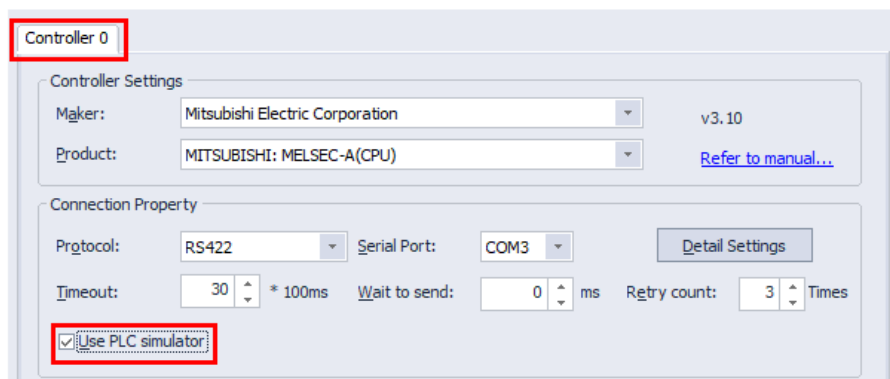 Controller 0
Controller Settings
Maker: Mitsubishi Electric Corporation v3.10
Product: MITSUBISHI: MELSEC-A(CPU) Refer to manual...
Connection Property
Protocol: RS422 Serial Port: COM3 Detail Settings
Timeout: 30 * 100ms Wait to send: 0 ms Retry count: 3 Times
Use PLC simulator